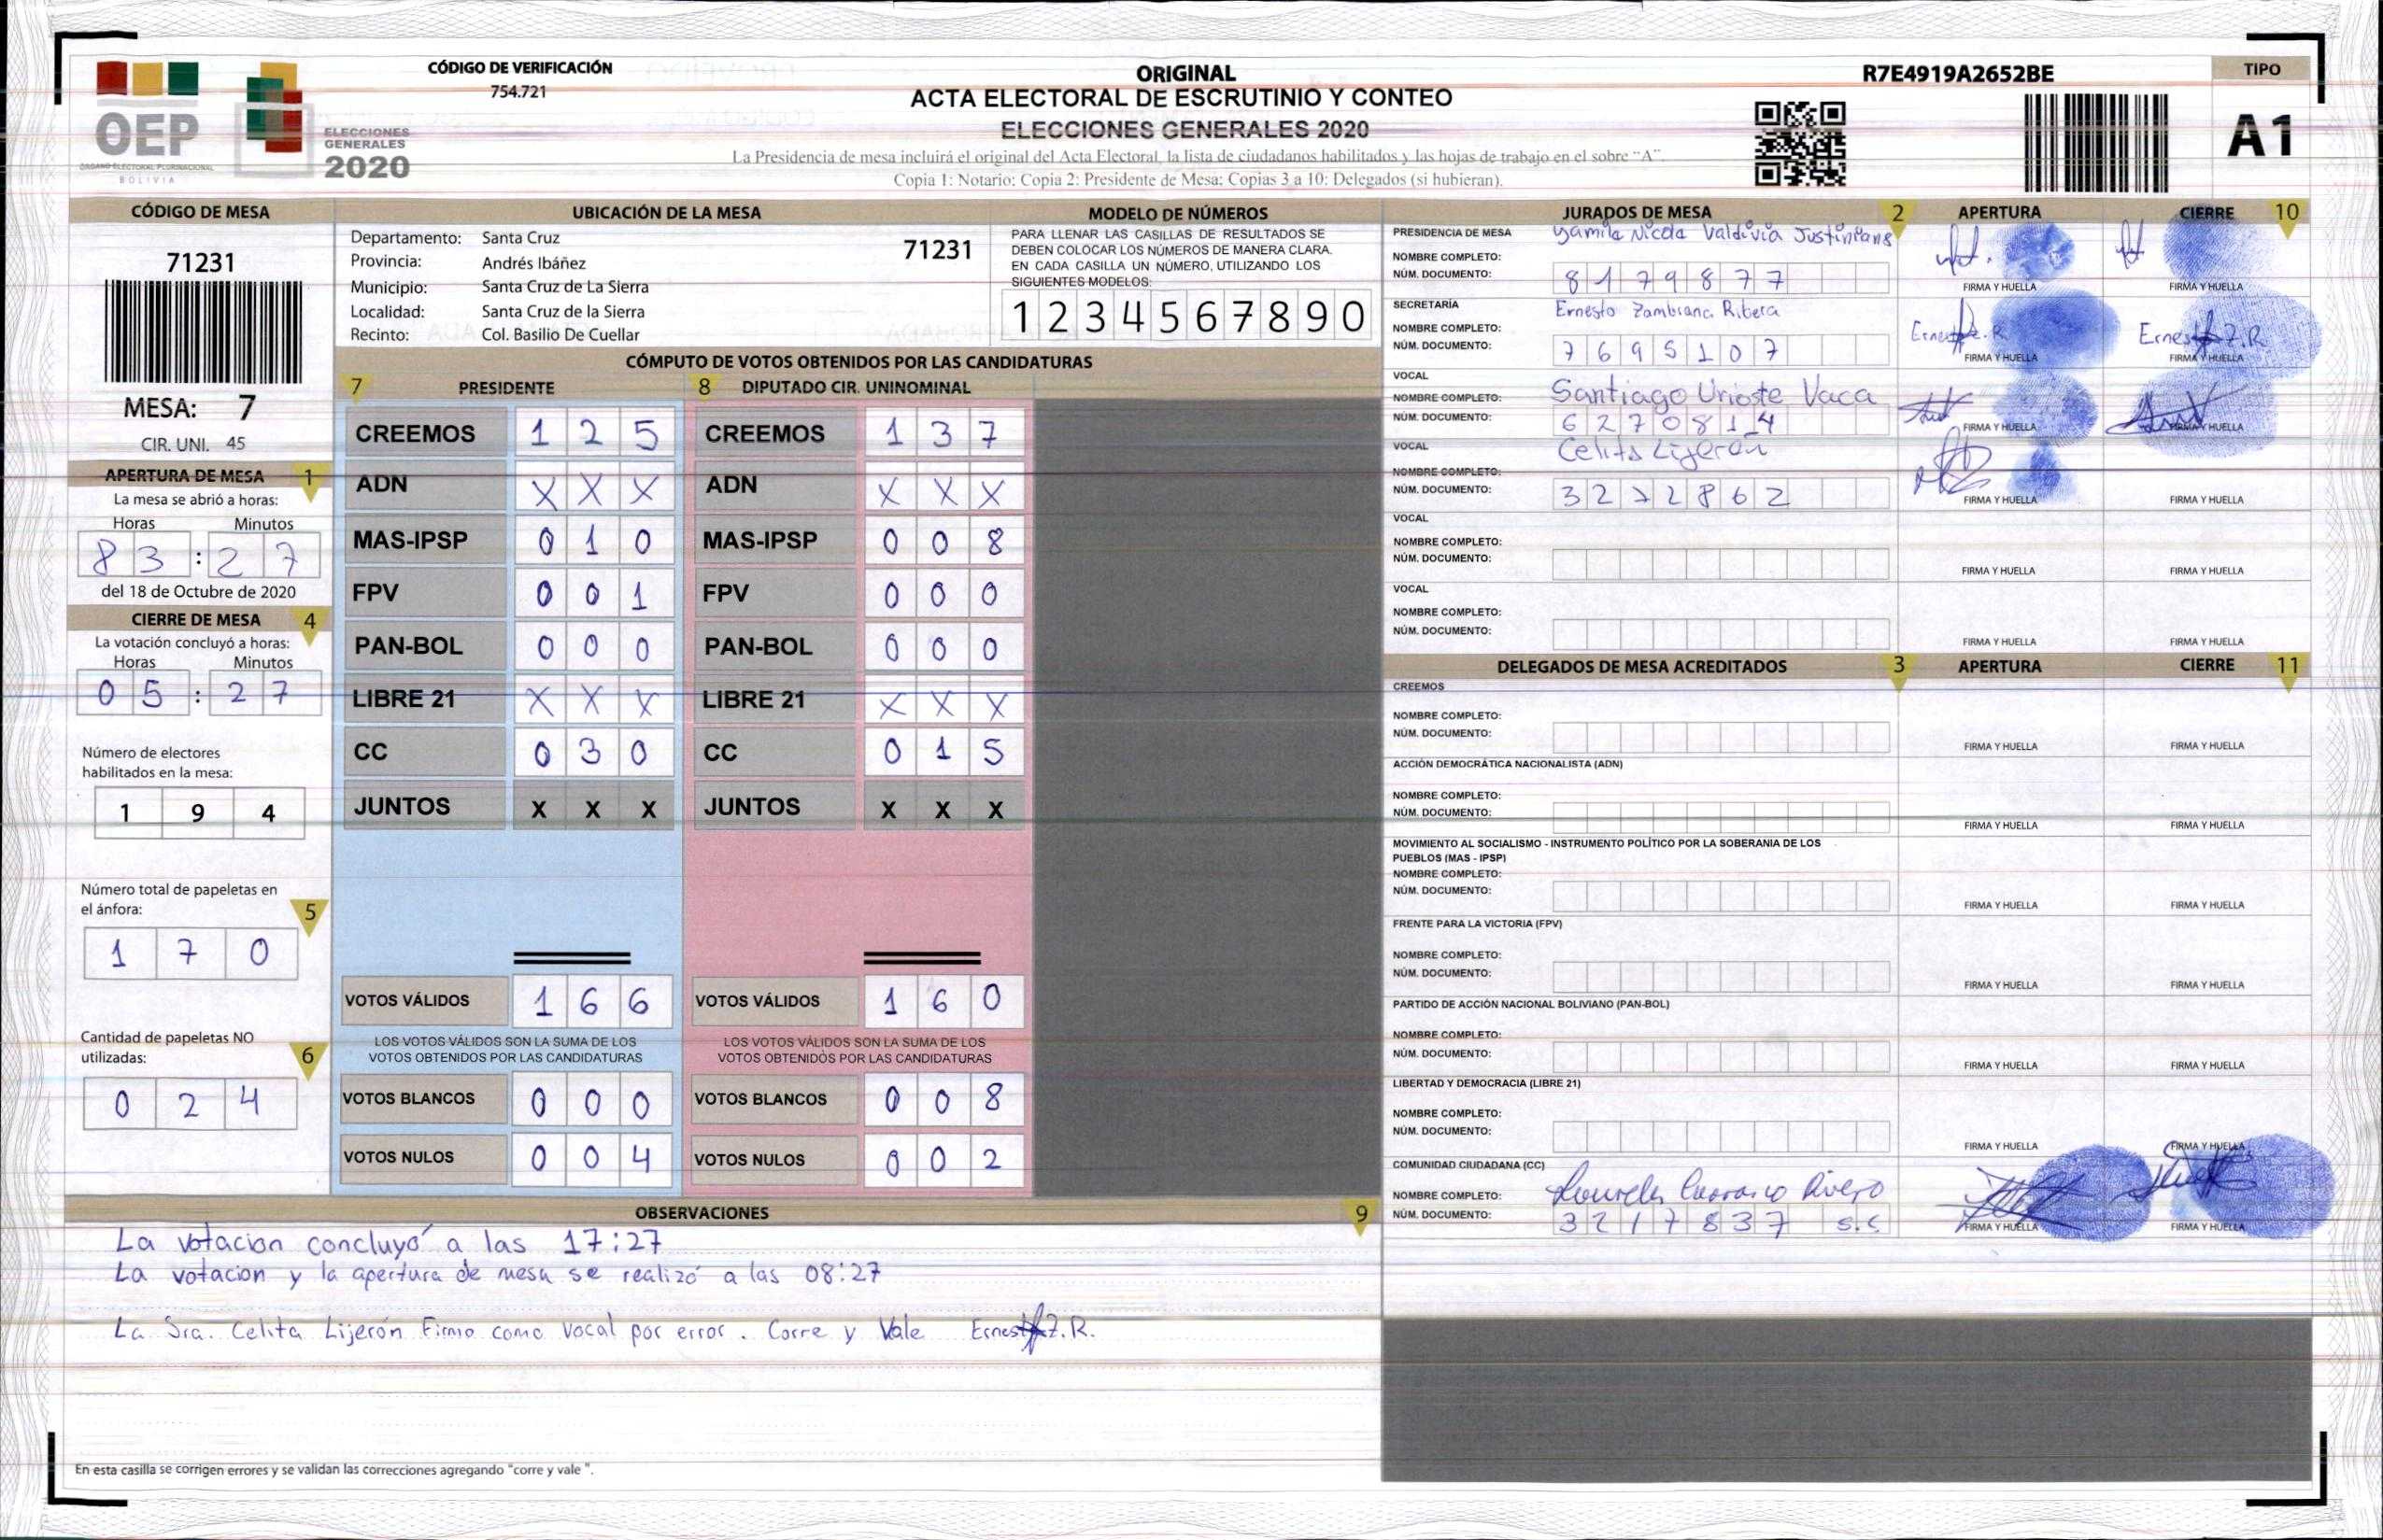 CÓDIGO DE VERIFICACIÓN
754.721
OEP
ÓRGANO ELECTORAL PLURINACIONAL
BOLIVIA
ELECCIONES
GENERALES
2020
ORIGINAL
ACTA ELECTORAL DE ESCRUTINIO Y CONTEO
ELECCIONES GENERALES 2020
La Presidencia de mesa incluirá el original del Acta Electoral, la lista de ciudadanos habilitados y las hojas de trabajo en el sobre "A".
Copia 1: Notario; Copia 2: Presidente de Mesa; Copias 3 a 10: Delegados (si hubieran).
R7E4919A2652BE
TIPO
A1
CÓDIGO DE MESA
71231
MESA: 7
CIR. UNI. 45
APERTURA DE MESA 1
La mesa se abrió a horas:
Horas Minutos
8 3 : 2 7
del 18 de Octubre de 2020
CIERRE DE MESA 4
La votación concluyó a horas:
Horas Minutos
0 5 : 2 7
Número de electores
habilitados en la mesa:
1 9 4
Número total de papeletas en
el ánfora: 5
1 7 0
Cantidad de papeletas NO
utilizadas: 6
0 2 4
UBICACIÓN DE LA MESA
Departamento: Santa Cruz
71231
Provincia: Andrés Ibáñez
Municipio: Santa Cruz de La Sierra
Localidad: Santa Cruz de la Sierra
Recinto: Col. Basilio De Cuellar
MODELO DE NÚMEROS
PARA LLENAR LAS CASILLAS DE RESULTADOS SE
DEBEN COLOCAR LOS NÚMEROS DE MANERA CLARA.
EN CADA CASILLA UN NÚMERO, UTILIZANDO LOS
SIGUIENTES MODELOS:
1 2 3 4 5 6 7 8 9 0
CÓMPUTO DE VOTOS OBTENIDOS POR LAS CANDIDATURAS
7 PRESIDENTE 8 DIPUTADO CIR. UNINOMINAL
CREEMOS 1 2 5 CREEMOS 1 3 7
ADN X X X ADN X X X
MAS-IPSP 0 1 0 MAS-IPSP 0 0 8
FPV 0 0 1 FPV 0 0 0
PAN-BOL 0 0 0 PAN-BOL 0 0 0
LIBRE 21 X X X LIBRE 21 X X X
CC 0 3 0 CC 0 1 5
JUNTOS X X X JUNTOS X X X
VOTOS VÁLIDOS 1 6 6 VOTOS VÁLIDOS 1 6 0
LOS VOTOS VÁLIDOS SON LA SUMA DE LOS LOS VOTOS VÁLIDOS SON LA SUMA DE LOS
VOTOS OBTENIDOS POR LAS CANDIDATURAS VOTOS OBTENIDOS POR LAS CANDIDATURAS
VOTOS BLANCOS 0 0 0 VOTOS BLANCOS 0 0 8
VOTOS NULOS 0 0 4 VOTOS NULOS 0 0 2
OBSERVACIONES 9
La votacion concluyó a las 17:27
La votacion y la apertura de mesa se realizó a las 08:27
La Sra. Celita Lijerón Firmo como vocal por error. Corre y Vale Ernesto Z.R.
En esta casilla se corrigen errores y se validan las correcciones agregando "corre y vale ".
JURADOS DE MESA 2 APERTURA CIERRE 10
PRESIDENCIA DE MESA Yamile Nicole Valdivia Justiniano
NOMBRE COMPLETO:
NÚM. DOCUMENTO: 8 1 7 9 8 7 7
FIRMA Y HUELLA FIRMA Y HUELLA
SECRETARÍA Ernesto Zambrana Ribera
NOMBRE COMPLETO:
NÚM. DOCUMENTO: 7 6 9 5 1 0 7
Ernesto Z.R. Ernesto Z.R.
FIRMA Y HUELLA FIRMA Y HUELLA
VOCAL
NOMBRE COMPLETO: Santiago Urioste Vaca
NÚM. DOCUMENTO: 6 2 7 0 8 1 4
FIRMA Y HUELLA FIRMA Y HUELLA
VOCAL Celita Lijerón
NOMBRE COMPLETO:
NÚM. DOCUMENTO: 3 2 7 2 8 6 2
FIRMA Y HUELLA FIRMA Y HUELLA
VOCAL
NOMBRE COMPLETO:
NÚM. DOCUMENTO:
FIRMA Y HUELLA FIRMA Y HUELLA
VOCAL
NOMBRE COMPLETO:
NÚM. DOCUMENTO:
FIRMA Y HUELLA FIRMA Y HUELLA
DELEGADOS DE MESA ACREDITADOS 3 APERTURA CIERRE 11
CREEMOS
NOMBRE COMPLETO:
NÚM. DOCUMENTO:
FIRMA Y HUELLA FIRMA Y HUELLA
ACCIÓN DEMOCRÁTICA NACIONALISTA (ADN)
NOMBRE COMPLETO:
NÚM. DOCUMENTO:
FIRMA Y HUELLA FIRMA Y HUELLA
MOVIMIENTO AL SOCIALISMO - INSTRUMENTO POLÍTICO POR LA SOBERANIA DE LOS
PUEBLOS (MAS - IPSP)
NOMBRE COMPLETO:
NÚM. DOCUMENTO:
FIRMA Y HUELLA FIRMA Y HUELLA
FRENTE PARA LA VICTORIA (FPV)
NOMBRE COMPLETO:
NÚM. DOCUMENTO:
FIRMA Y HUELLA FIRMA Y HUELLA
PARTIDO DE ACCIÓN NACIONAL BOLIVIANO (PAN-BOL)
NOMBRE COMPLETO:
NÚM. DOCUMENTO:
FIRMA Y HUELLA FIRMA Y HUELLA
LIBERTAD Y DEMOCRACIA (LIBRE 21)
NOMBRE COMPLETO:
NÚM. DOCUMENTO:
FIRMA Y HUELLA FIRMA Y HUELLA
COMUNIDAD CIUDADANA (CC)
NOMBRE COMPLETO: Lourdes Carrasco Rivero
NÚM. DOCUMENTO: 3 2 1 7 8 3 7 S.C
FIRMA Y HUELLA FIRMA Y HUELLA